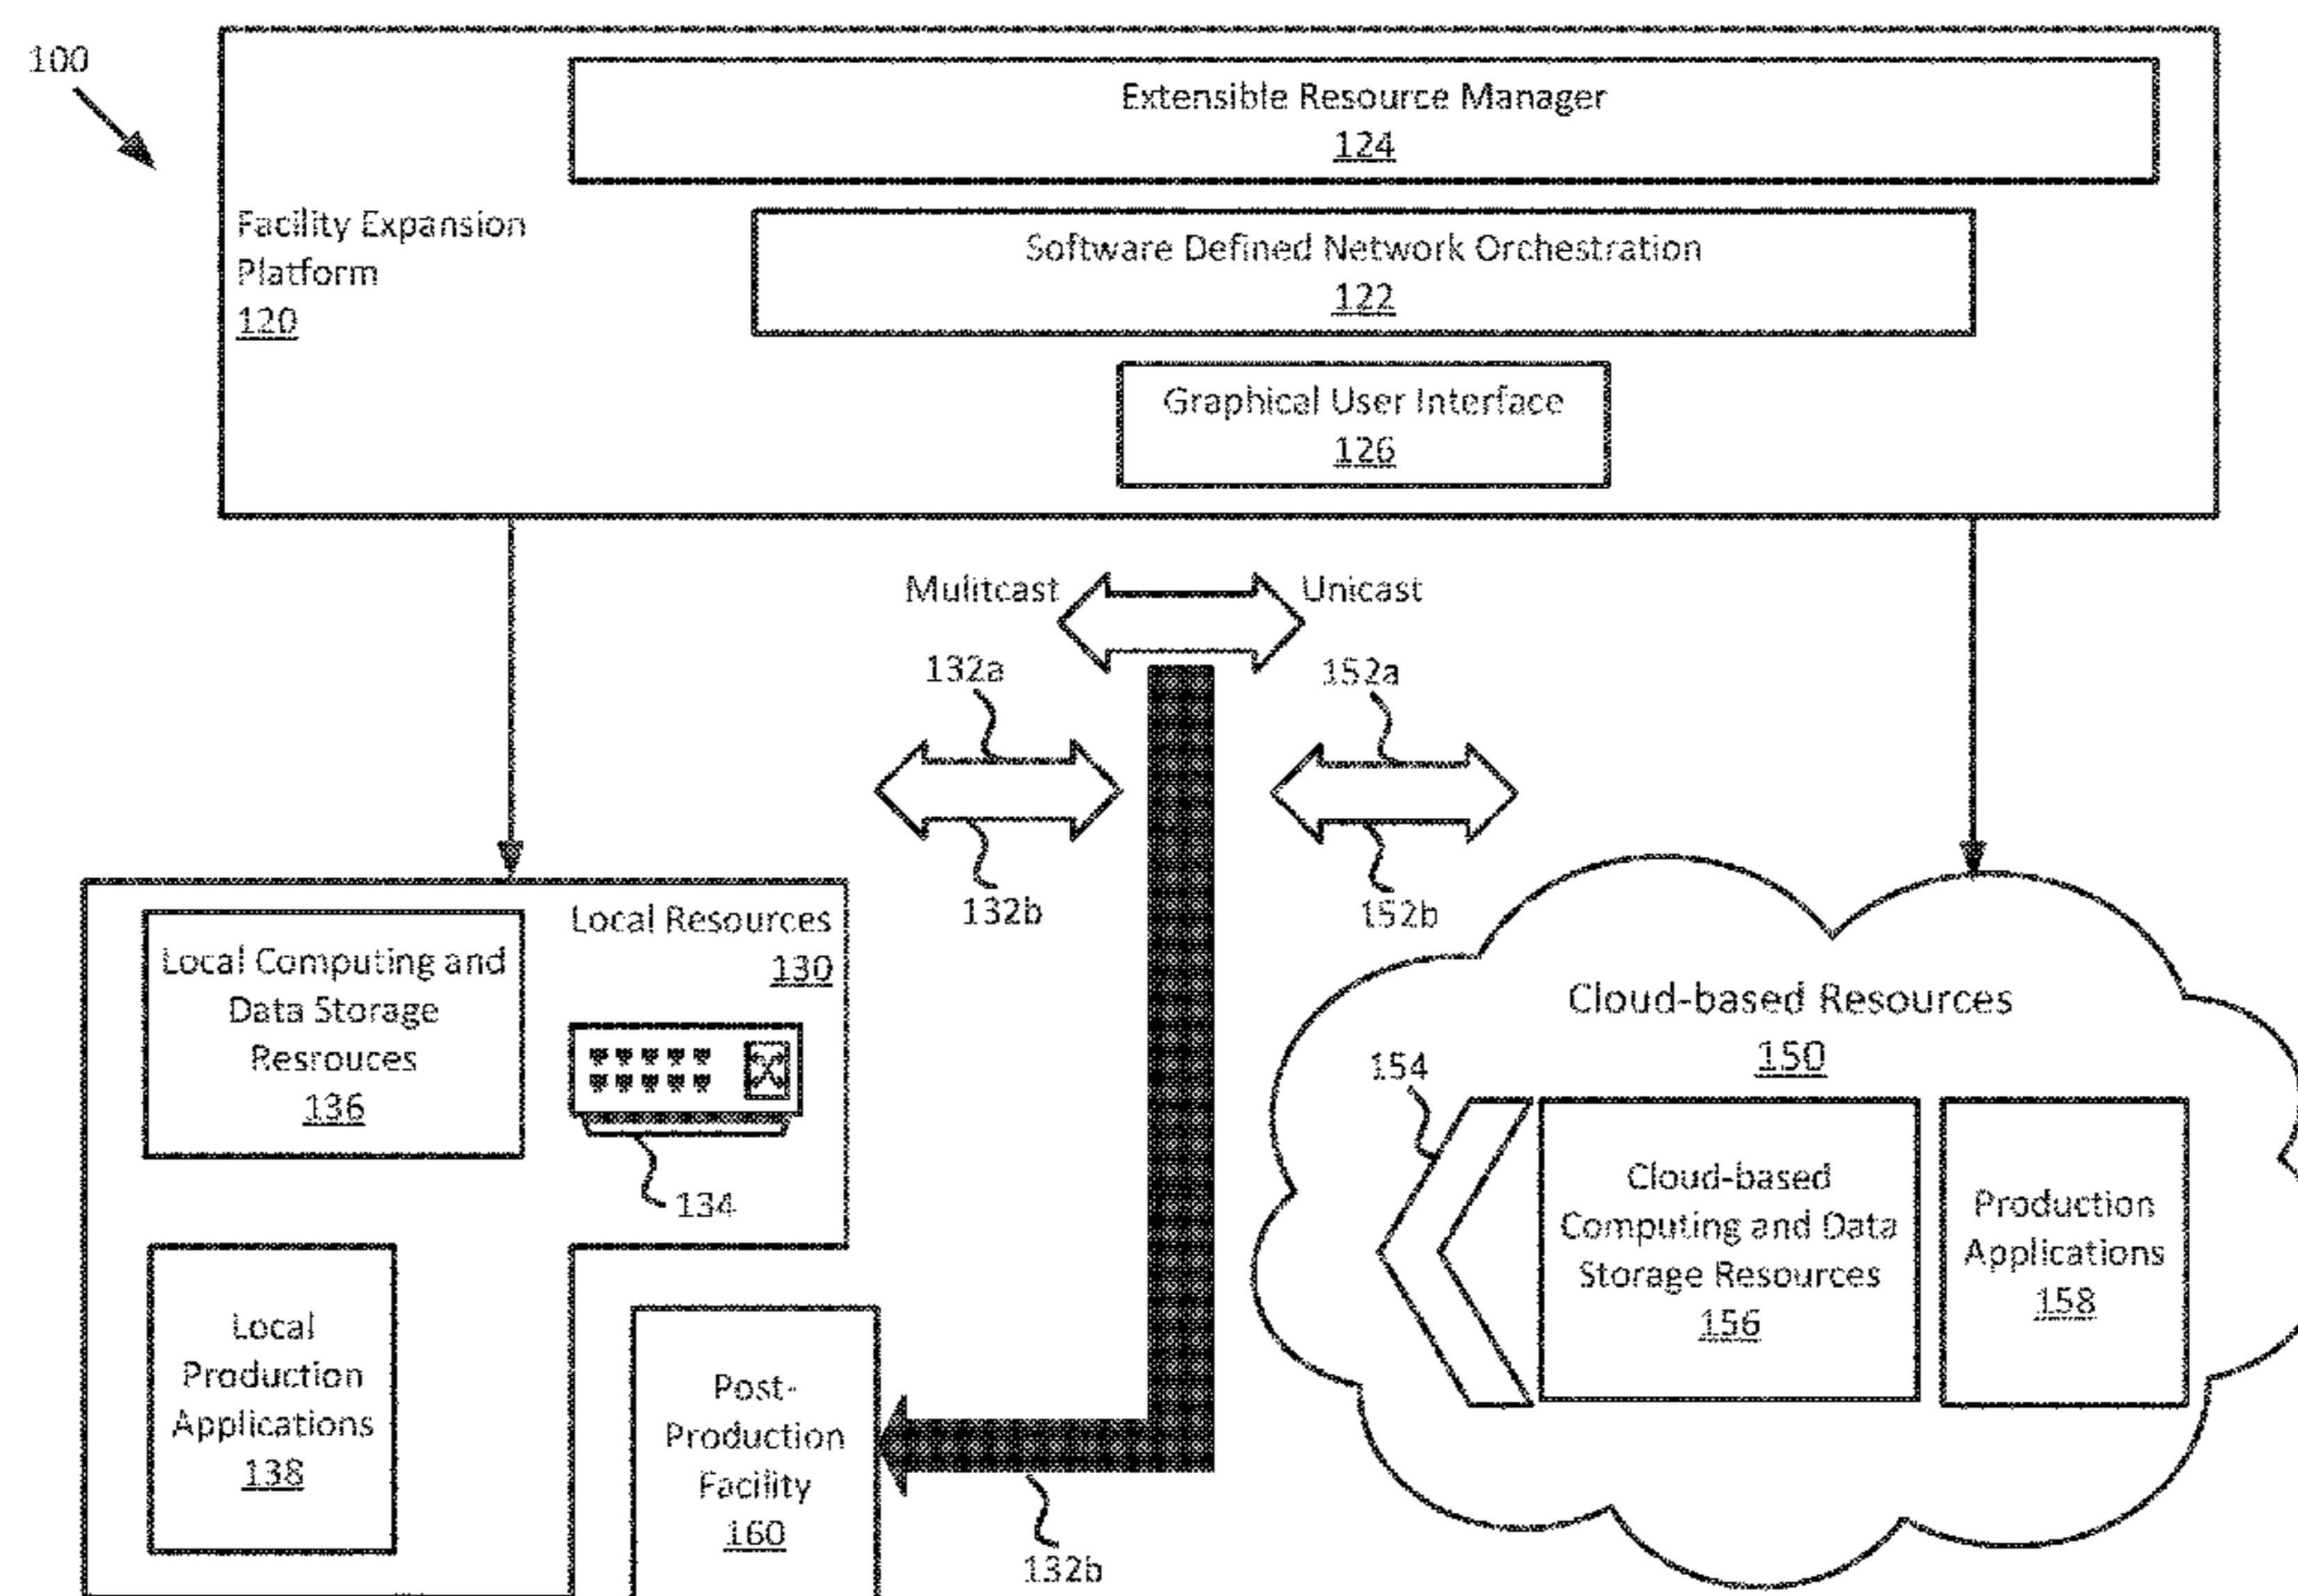 100
Extensible Resource Manager
124
Facility Expansion
Platform
120
Software Defined Network Orchestration
122
Graphical User Interface
126
Mulitcast
Unicast
132a
152a
132b
152b
Local Resources
130
Local Computing and
Data Storage
Resrouces
136
134
Cloud-based Resources
150
154
Cloud-based
Computing and Data
Storage Resources
156
Production
Applications
158
Local
Production
Applications
138
Post-
Production
Facility
160
132b